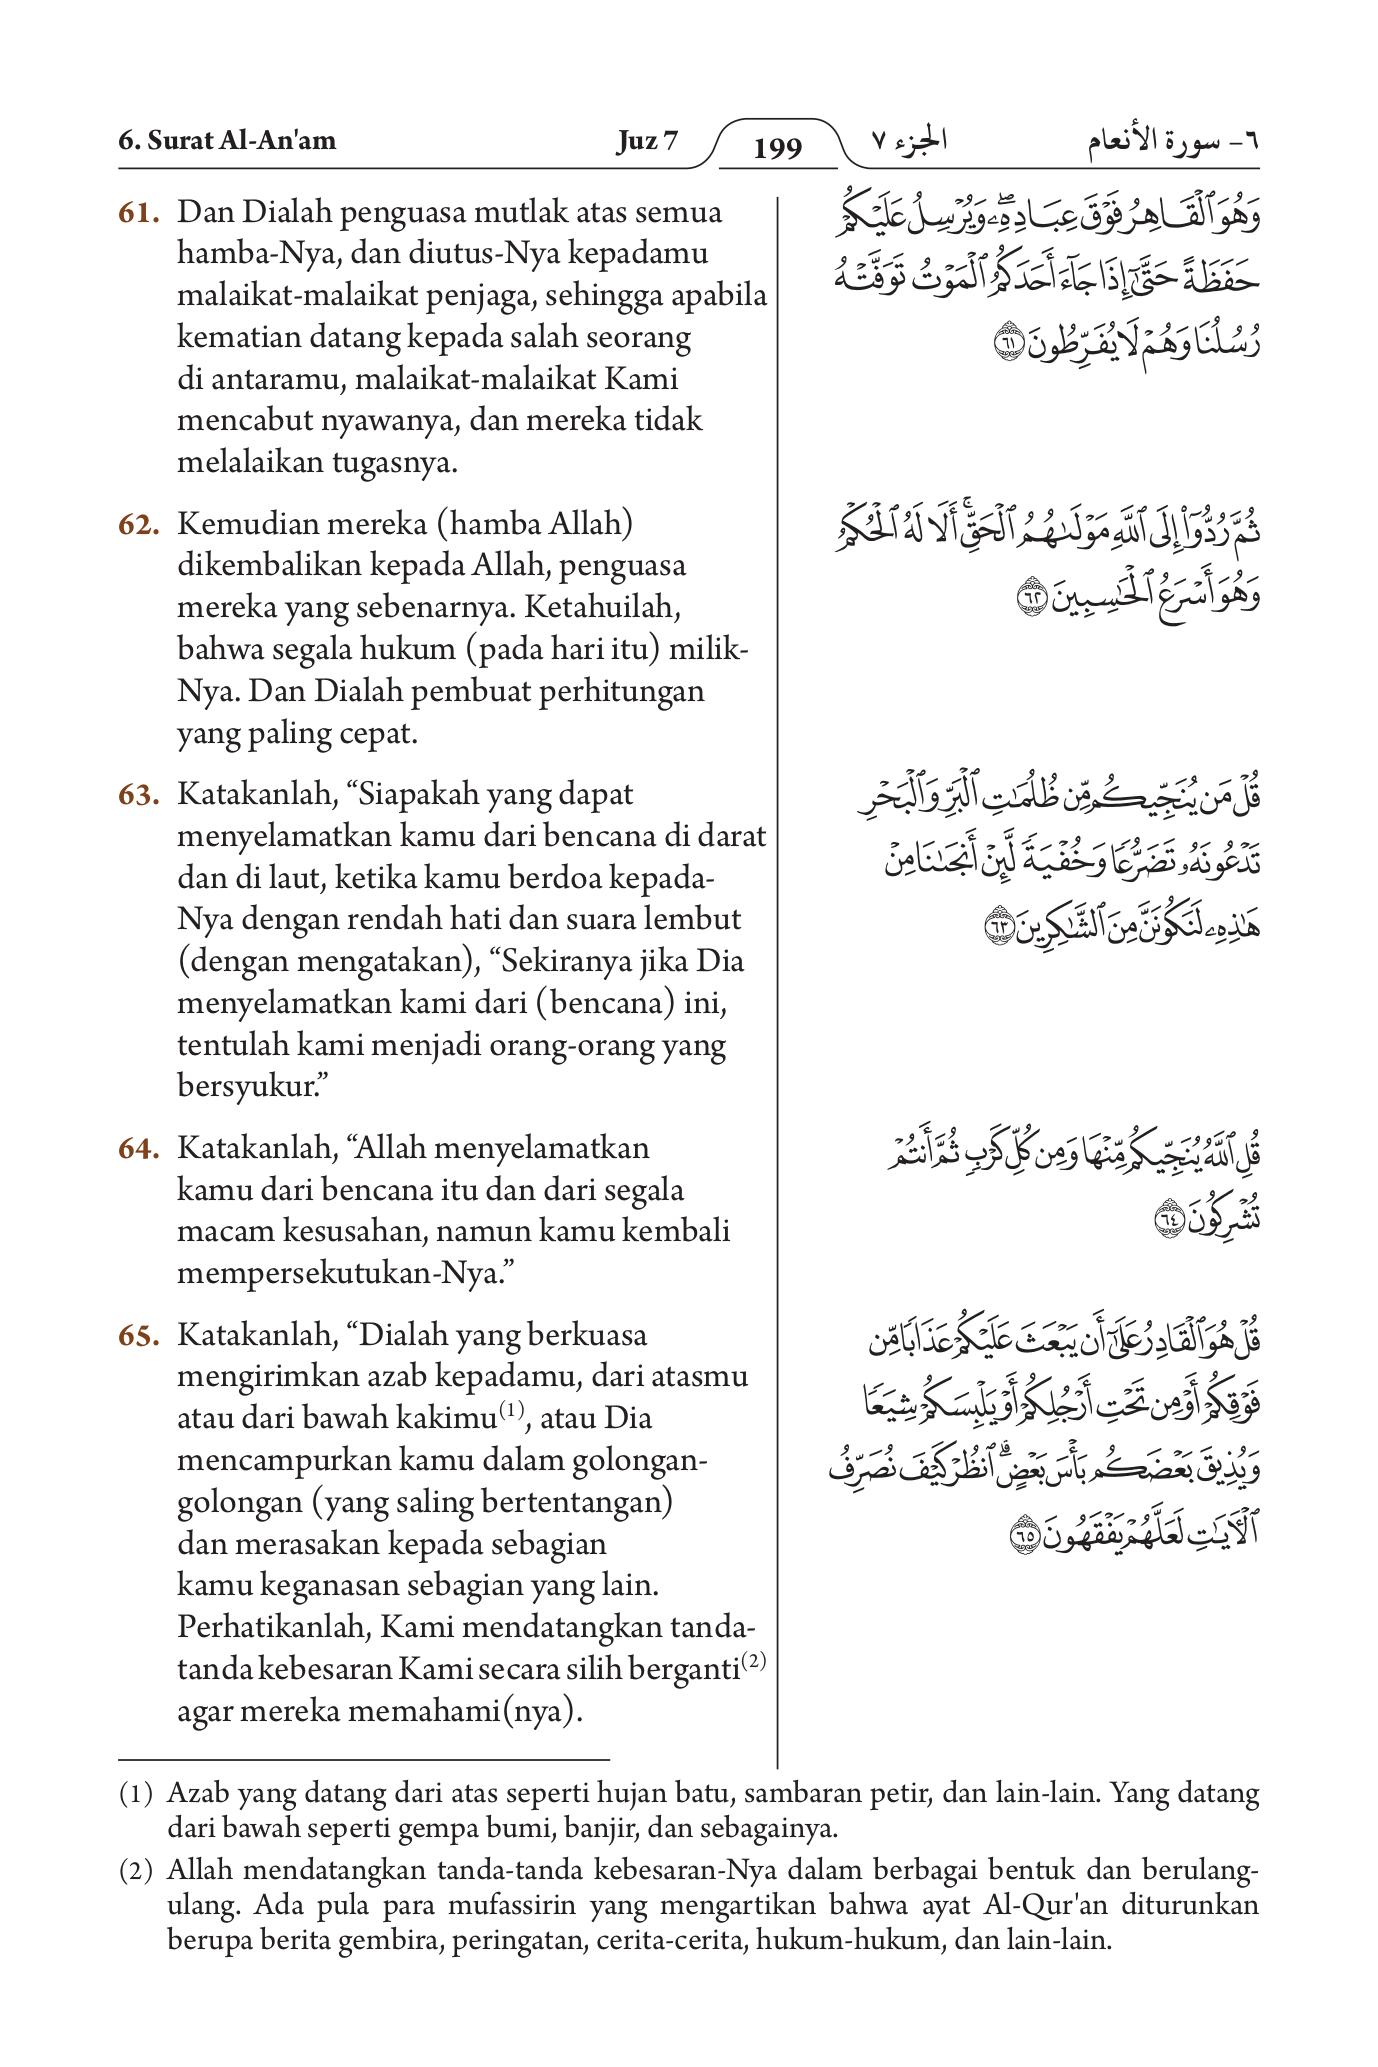 6. Surat Al-An'am
Juz 7
199
الجزء ٧
٦- سورة الأنعام
61. Dan Dialah penguasa mutlak atas semua
hamba-Nya, dan diutus-Nya kepadamu
malaikat-malaikat penjaga, sehingga apabila
kematian datang kepada salah seorang
di antaramu, malaikat-malaikat Kami
mencabut nyawanya, dan mereka tidak
melalaikan tugasnya.
وَهُوَ ٱلْقَاهِرُ فَوْقَ عِبَادِهِۦۖ وَيُرْسِلُ عَلَيْكُمْ
حَفَظَةً حَتَّىٰٓ إِذَا جَآءَ أَحَدَكُمُ ٱلْمَوْتُ تَوَفَّتْهُ
رُسُلُنَا وَهُمْ لَا يُفَرِّطُونَ ٦١
62. Kemudian mereka (hamba Allah)
dikembalikan kepada Allah, penguasa
mereka yang sebenarnya. Ketahuilah,
bahwa segala hukum (pada hari itu) milik-
Nya. Dan Dialah pembuat perhitungan
yang paling cepat.
ثُمَّ رُدُّوٓا۟ إِلَى ٱللَّهِ مَوْلَىٰهُمُ ٱلْحَقِّۚ أَلَا لَهُ ٱلْحُكْمُ
وَهُوَ أَسْرَعُ ٱلْحَٰسِبِينَ ٦٢
63. Katakanlah, “Siapakah yang dapat
menyelamatkan kamu dari bencana di darat
dan di laut, ketika kamu berdoa kepada-
Nya dengan rendah hati dan suara lembut
(dengan mengatakan), “Sekiranya jika Dia
menyelamatkan kami dari (bencana) ini,
tentulah kami menjadi orang-orang yang
bersyukur.”
قُلْ مَن يُنَجِّيكُم مِّن ظُلُمَٰتِ ٱلْبَرِّ وَٱلْبَحْرِ
تَدْعُونَهُۥ تَضَرُّعًا وَخُفْيَةً لَّئِنْ أَنجَىٰنَا مِنْ
هَٰذِهِۦ لَنَكُونَنَّ مِنَ ٱلشَّٰكِرِينَ ٦٣
64. Katakanlah, “Allah menyelamatkan
kamu dari bencana itu dan dari segala
macam kesusahan, namun kamu kembali
mempersekutukan-Nya.”
قُلِ ٱللَّهُ يُنَجِّيكُم مِّنْهَا وَمِن كُلِّ كَرْبٍ ثُمَّ أَنتُمْ
تُشْرِكُونَ ٦٤
65. Katakanlah, “Dialah yang berkuasa
mengirimkan azab kepadamu, dari atasmu
atau dari bawah kakimu(1), atau Dia
mencampurkan kamu dalam golongan-
golongan (yang saling bertentangan)
dan merasakan kepada sebagian
kamu keganasan sebagian yang lain.
Perhatikanlah, Kami mendatangkan tanda-
tanda kebesaran Kami secara silih berganti(2)
agar mereka memahami(nya).
قُلْ هُوَ ٱلْقَادِرُ عَلَىٰٓ أَن يَبْعَثَ عَلَيْكُمْ عَذَابًا مِّن
فَوْقِكُمْ أَوْ مِن تَحْتِ أَرْجُلِكُمْ أَوْ يَلْبِسَكُمْ شِيَعًا
وَيُذِيقَ بَعْضَكُم بَأْسَ بَعْضٍۗ ٱنظُرْ كَيْفَ نُصَرِّفُ
ٱلْـَٔايَٰتِ لَعَلَّهُمْ يَفْقَهُونَ ٦٥
(1) Azab yang datang dari atas seperti hujan batu, sambaran petir, dan lain-lain. Yang datang
dari bawah seperti gempa bumi, banjir, dan sebagainya.
(2) Allah mendatangkan tanda-tanda kebesaran-Nya dalam berbagai bentuk dan berulang-
ulang. Ada pula para mufassirin yang mengartikan bahwa ayat Al-Qur'an diturunkan
berupa berita gembira, peringatan, cerita-cerita, hukum-hukum, dan lain-lain.